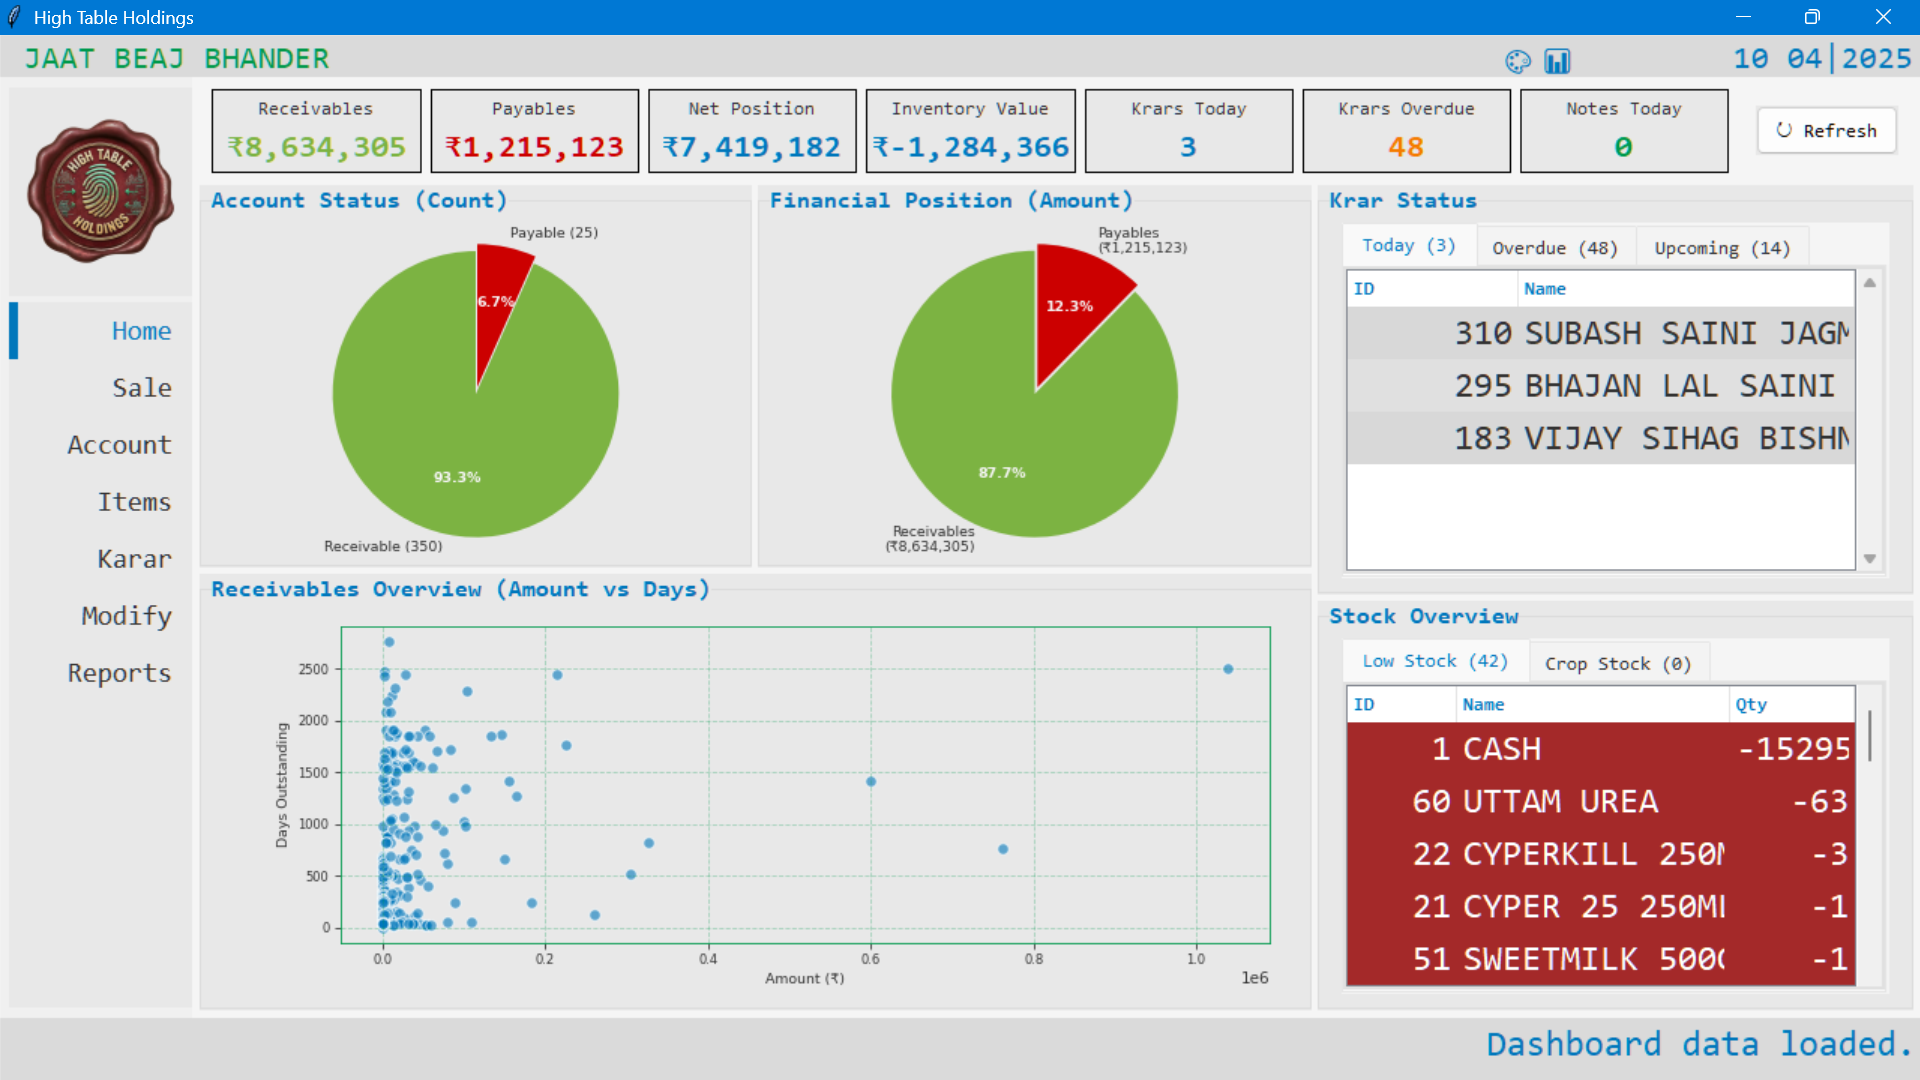 High Table Holdings
JAAT BEAJ BHANDER
10 04|2025
HIGH TABLE
HOLDINGS
Receivables
₹8,634,305
Payables
₹1,215,123
Net Position
₹7,419,182
Inventory Value
₹-1,284,366
Krars Today
3
Krars Overdue
48
Notes Today
0
Refresh
Home
Sale
Account
Items
Karar
Modify
Reports
Account Status (Count)
Payable (25)
6.7%
93.3%
Receivable (350)
Financial Position (Amount)
Payables
(₹1,215,123)
12.3%
87.7%
Receivables
(₹8,634,305)
Krar Status
Today (3) Overdue (48) Upcoming (14)
ID Name
310 SUBASH SAINI JAGM
295 BHAJAN LAL SAINI
183 VIJAY SIHAG BISHN
Receivables Overview (Amount vs Days)
Days Outstanding
2500
2000
1500
1000
500
0
0.0 0.2 0.4 0.6 0.8 1.0
Amount (₹)
1e6
Stock Overview
Low Stock (42) Crop Stock (0)
ID Name Qty
1 CASH -15295
60 UTTAM UREA -63
22 CYPERKILL 250M -3
21 CYPER 25 250ML -1
51 SWEETMILK 500G -1
Dashboard data loaded.